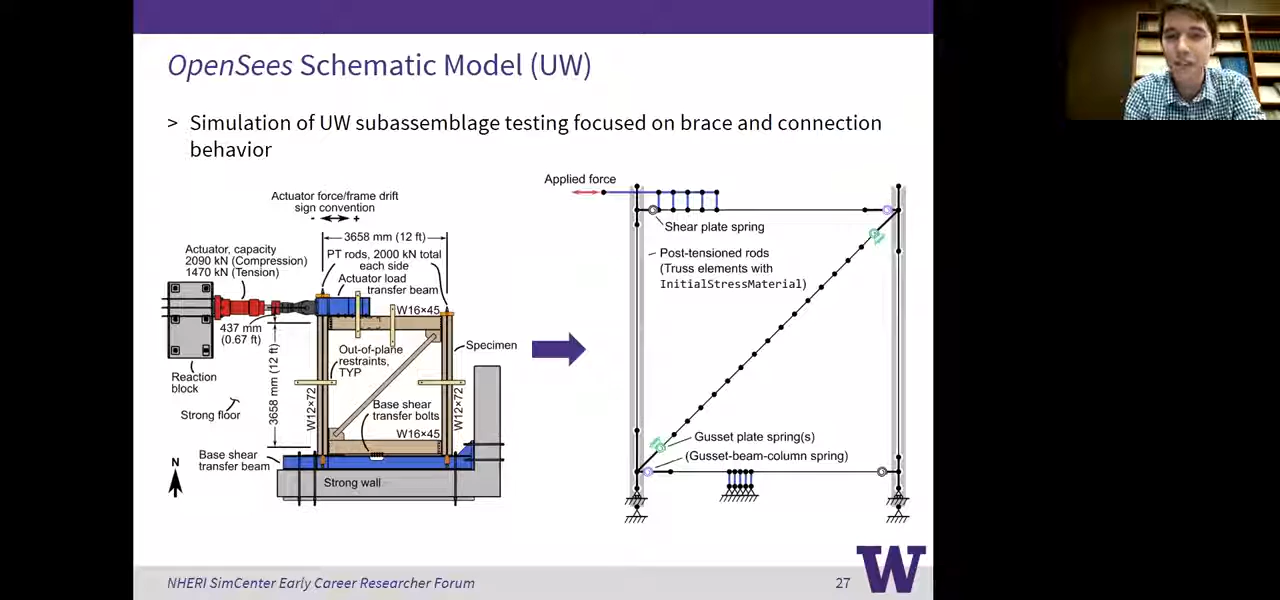 OpenSees Schematic Model (UW)
> Simulation of UW subassemblage testing focused on brace and connection
behavior
Actuator force/frame drift
sign convention
- +
3658 mm (12 ft)
Actuator, capacity
2090 kN (Compression)
1470 kN (Tension)
PT rods, 2000 kN total
each side
Actuator load
transfer beam
W16×45
437 mm
(0.67 ft)
Out-of-plane
restraints,
TYP
Specimen
Reaction
block
3658 mm (12 ft)
Strong floor
W12×72
Base shear
transfer bolts
W12×72
W16×45
Base shear
transfer beam
N
Strong wall
Applied force
Shear plate spring
Post-tensioned rods
(Truss elements with
InitialStressMaterial)
Gusset plate spring(s)
(Gusset-beam-column spring)
NHERI SimCenter Early Career Researcher Forum
27
W